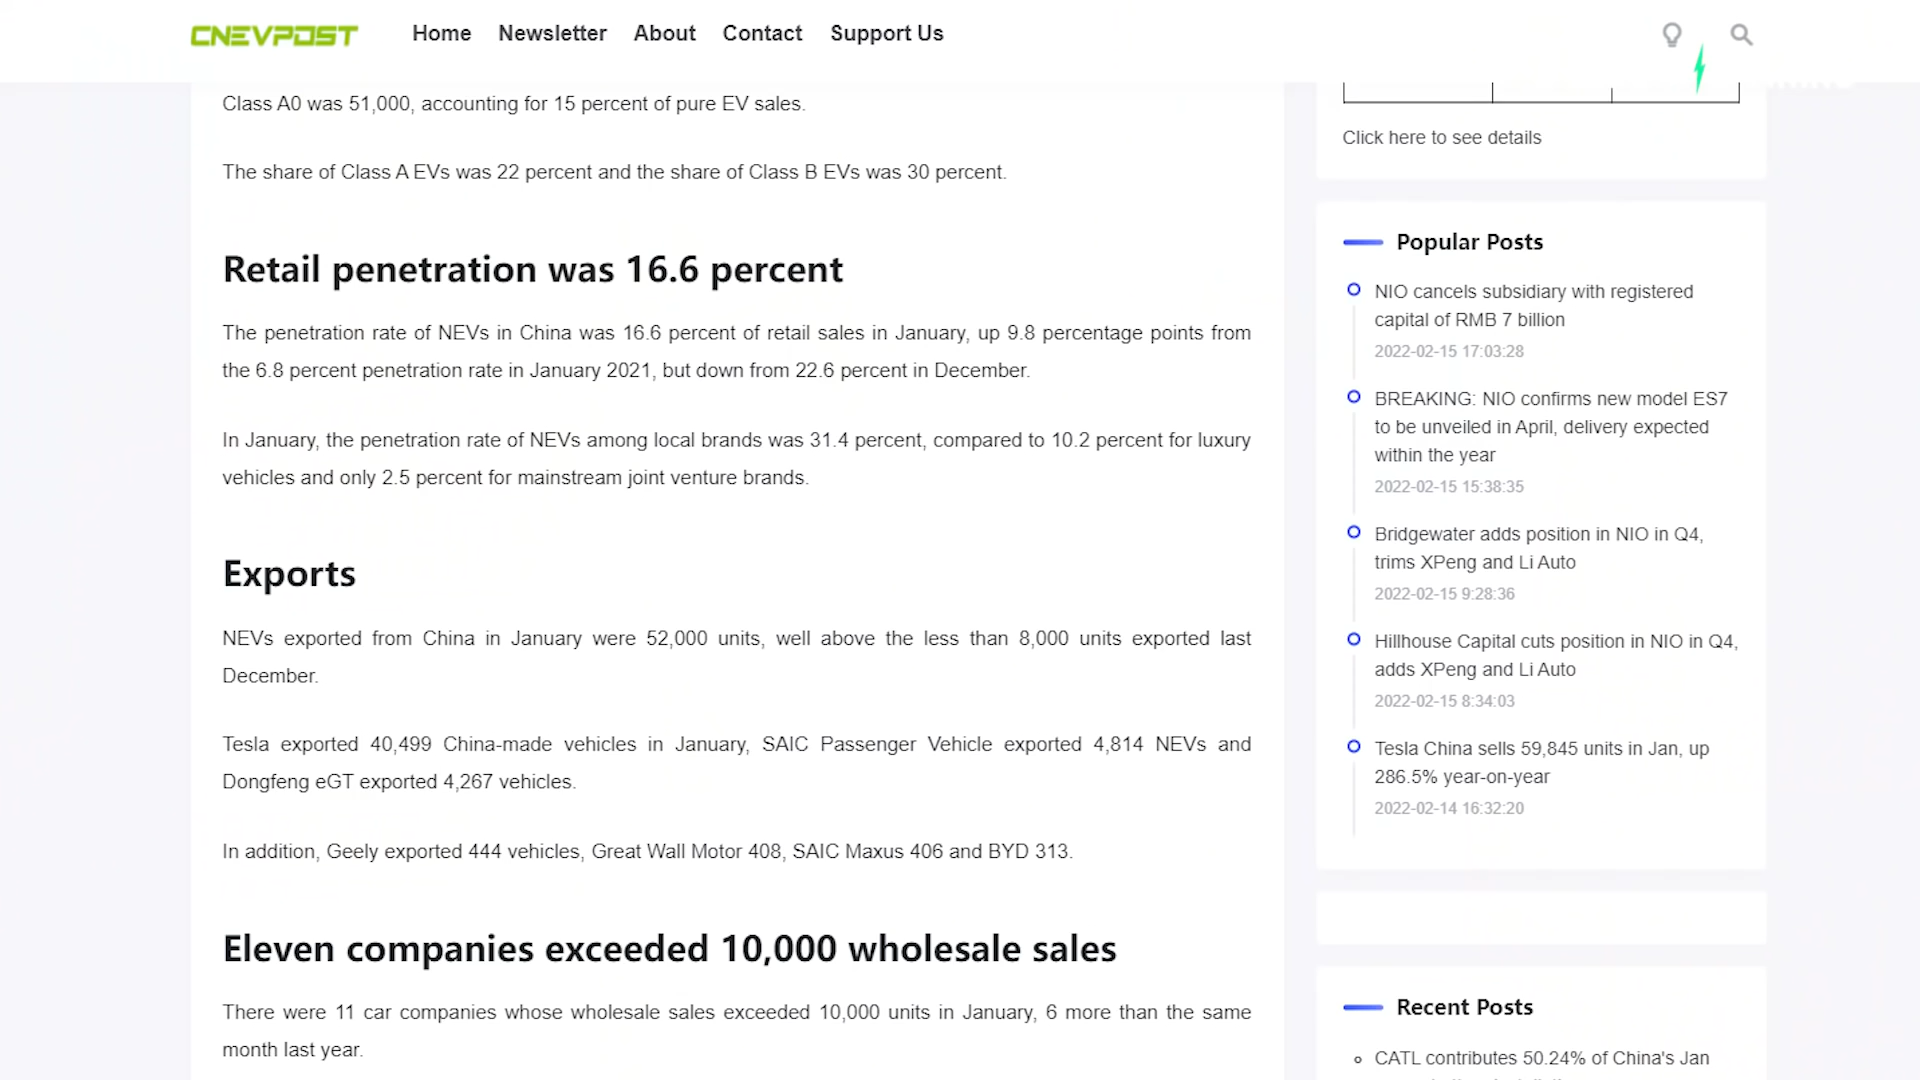 CNEVPOST Home Newsletter About Contact Support Us
Class A0 was 51,000, accounting for 15 percent of pure EV sales.
The share of Class A EVs was 22 percent and the share of Class B EVs was 30 percent.
Retail penetration was 16.6 percent
The penetration rate of NEVs in China was 16.6 percent of retail sales in January, up 9.8 percentage points from
the 6.8 percent penetration rate in January 2021, but down from 22.6 percent in December.
In January, the penetration rate of NEVs among local brands was 31.4 percent, compared to 10.2 percent for luxury
vehicles and only 2.5 percent for mainstream joint venture brands.
Exports
NEVs exported from China in January were 52,000 units, well above the less than 8,000 units exported last
December.
Tesla exported 40,499 China-made vehicles in January, SAIC Passenger Vehicle exported 4,814 NEVs and
Dongfeng eGT exported 4,267 vehicles.
In addition, Geely exported 444 vehicles, Great Wall Motor 408, SAIC Maxus 406 and BYD 313.
Eleven companies exceeded 10,000 wholesale sales
There were 11 car companies whose wholesale sales exceeded 10,000 units in January, 6 more than the same
month last year.
Click here to see details
Popular Posts
NIO cancels subsidiary with registered
capital of RMB 7 billion
2022-02-15 17:03:28
BREAKING: NIO confirms new model ES7
to be unveiled in April, delivery expected
within the year
2022-02-15 15:38:35
Bridgewater adds position in NIO in Q4,
trims XPeng and Li Auto
2022-02-15 9:28:36
Hillhouse Capital cuts position in NIO in Q4,
adds XPeng and Li Auto
2022-02-15 8:34:03
Tesla China sells 59,845 units in Jan, up
286.5% year-on-year
2022-02-14 16:32:20
Recent Posts
CATL contributes 50.24% of China's Jan